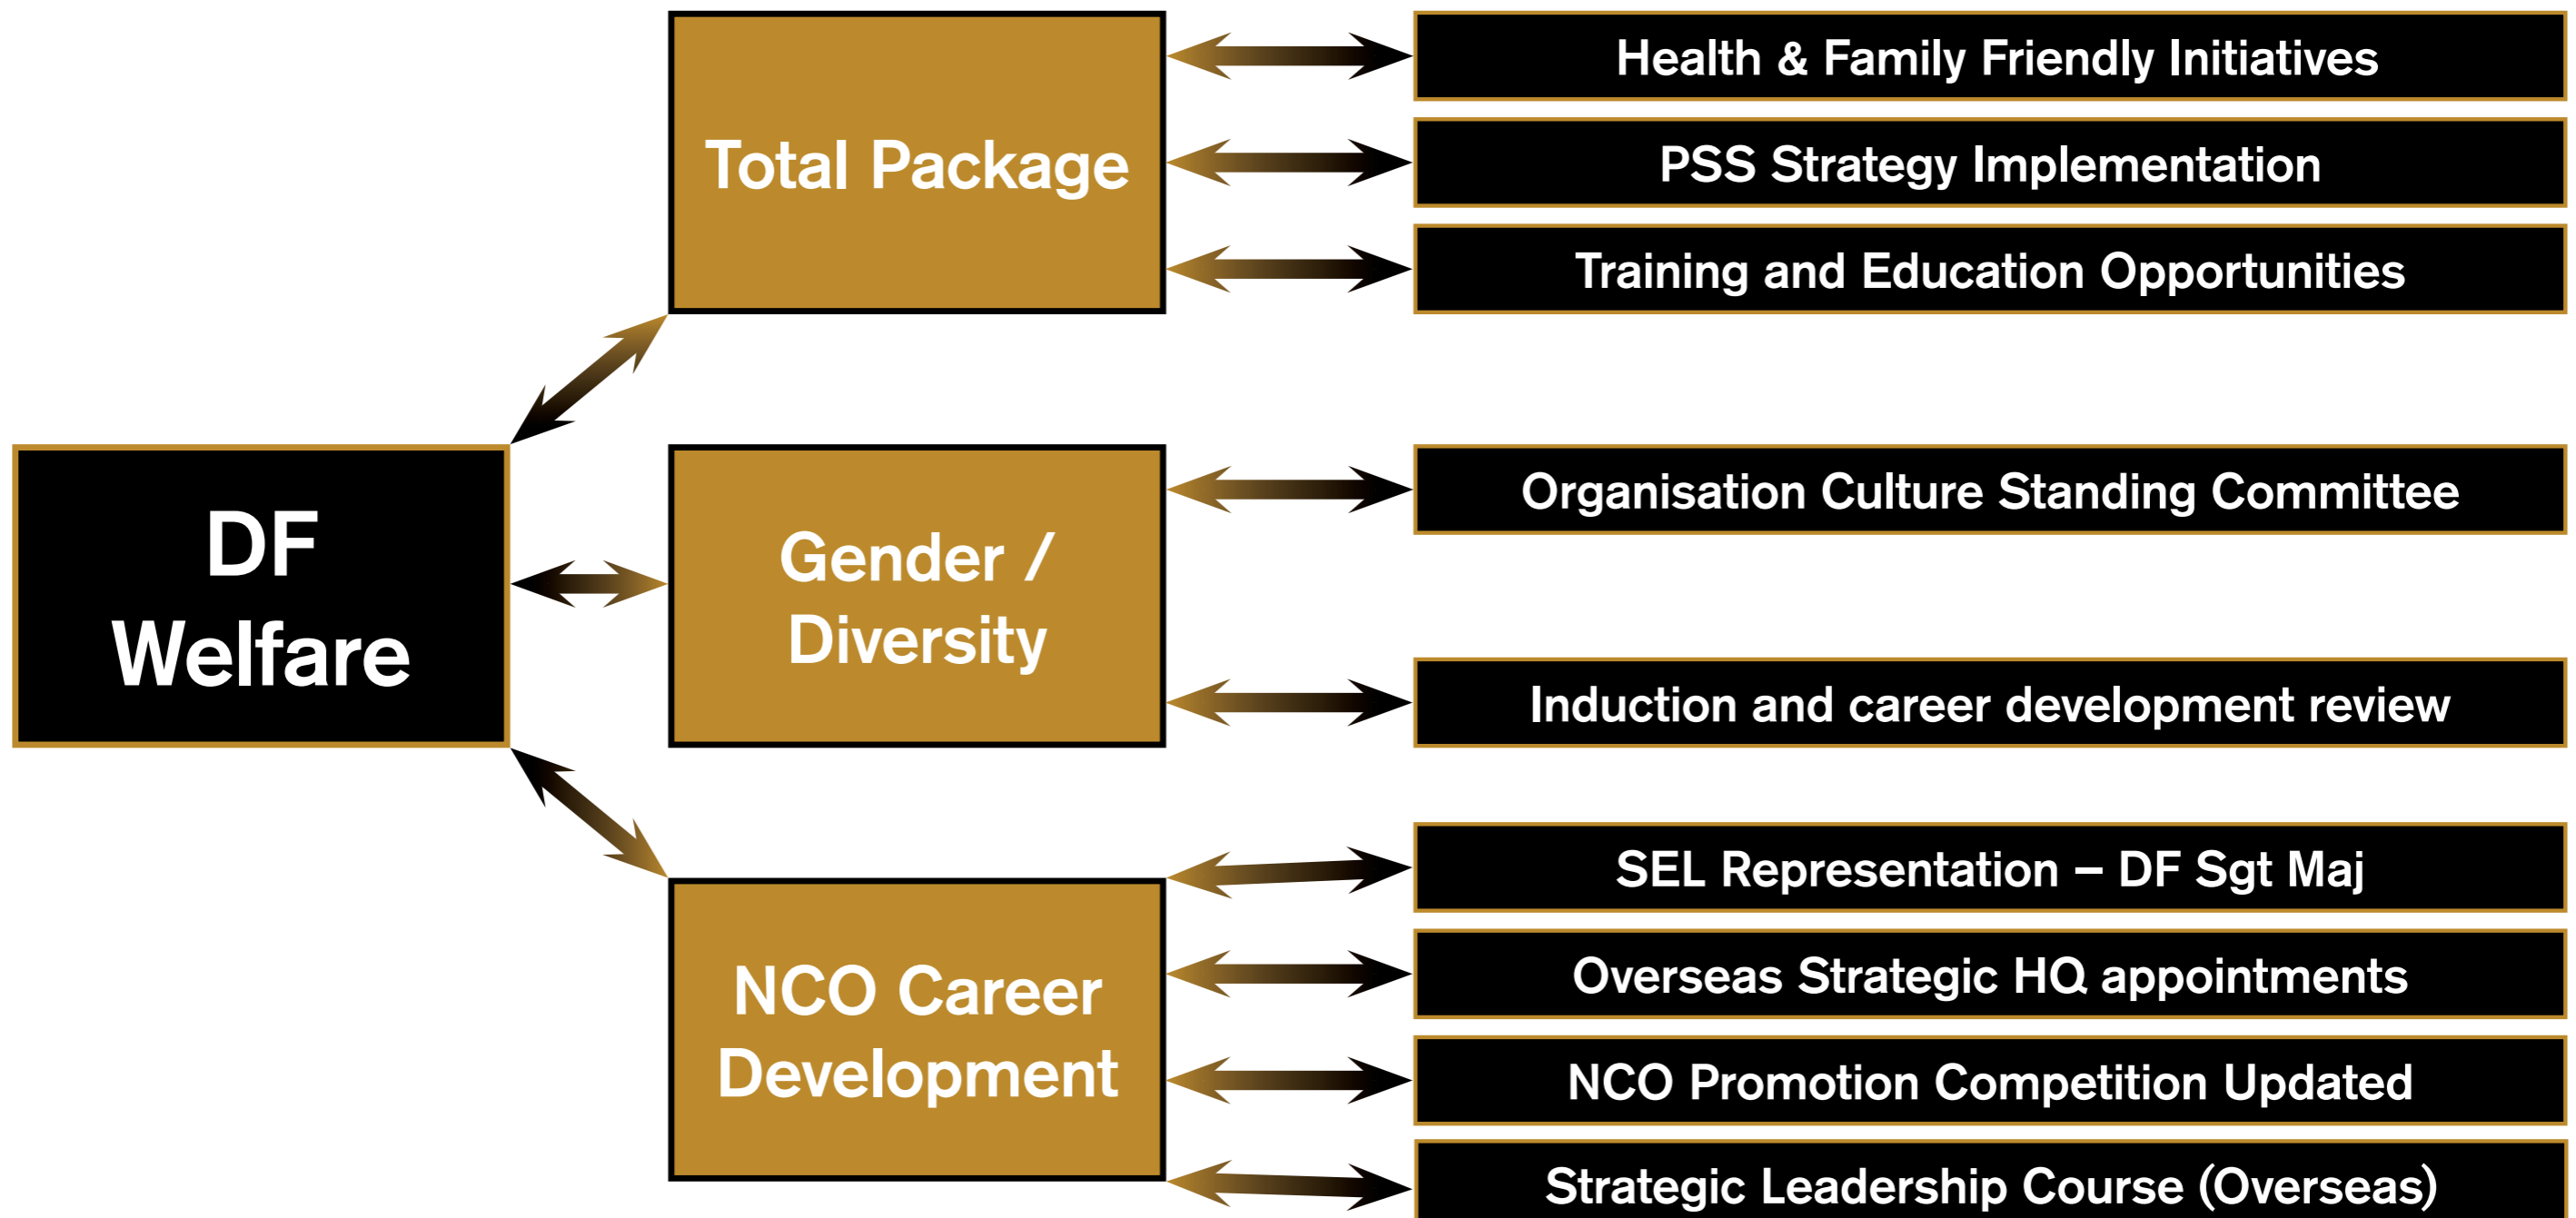 DF
Welfare
Total Package
Health & Family Friendly Initiatives
PSS Strategy Implementation
Training and Education Opportunities
Gender /
Diversity
Organisation Culture Standing Committee
Induction and career development review
NCO Career
Development
SEL Representation – DF Sgt Maj
Overseas Strategic HQ appointments
NCO Promotion Competition Updated
Strategic Leadership Course (Overseas)